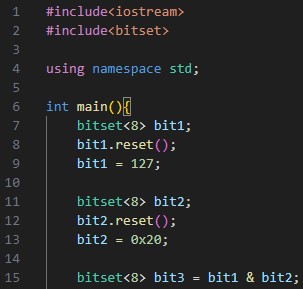 1 #include<iostream>
2 #include<bitset>
3
4 using namespace std;
5
6 int main(){
7 bitset<8> bit1;
8 bit1.reset();
9 bit1 = 127;
10
11 bitset<8> bit2;
12 bit2.reset();
13 bit2 = 0x20;
14
15 bitset<8> bit3 = bit1 & bit2;